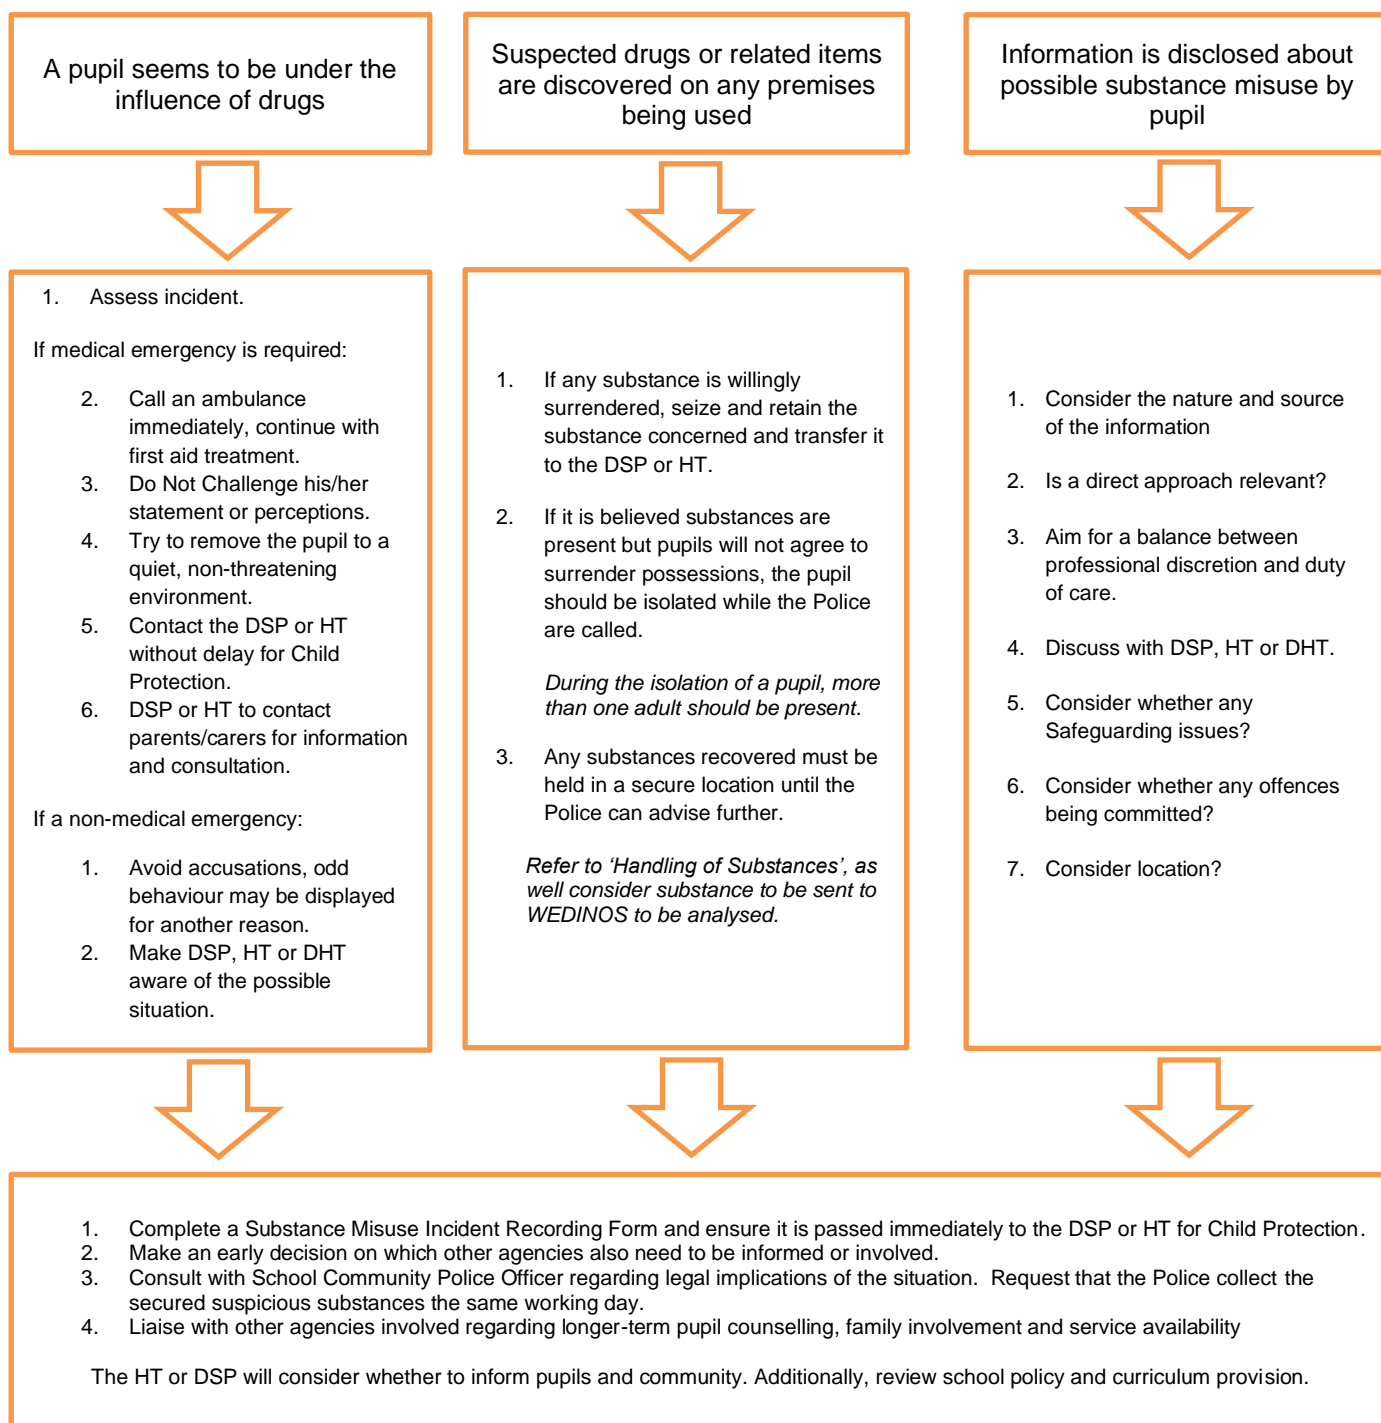 A pupil seems to be under the
influence of drugs
Suspected drugs or related items
are discovered on any premises
being used
Information is disclosed about
possible substance misuse by
pupil
1. Assess incident.
If medical emergency is required:
2. Call an ambulance
immediately, continue with
first aid treatment.
3. Do Not Challenge his/her
statement or perceptions.
4. Try to remove the pupil to a
quiet, non-threatening
environment.
5. Contact the DSP or HT
without delay for Child
Protection.
6. DSP or HT to contact
parents/carers for information
and consultation.
If a non-medical emergency:
1. Avoid accusations, odd
behaviour may be displayed
for another reason.
2. Make DSP, HT or DHT
aware of the possible
situation.
1. If any substance is willingly
surrendered, seize and retain the
substance concerned and transfer it
to the DSP or HT.
2. If it is believed substances are
present but pupils will not agree to
surrender possessions, the pupil
should be isolated while the Police
are called.
During the isolation of a pupil, more
than one adult should be present.
3. Any substances recovered must be
held in a secure location until the
Police can advise further.
Refer to ‘Handling of Substances’, as
well consider substance to be sent to
WEDINOS to be analysed.
1. Consider the nature and source
of the information
2. Is a direct approach relevant?
3. Aim for a balance between
professional discretion and duty
of care.
4. Discuss with DSP, HT or DHT.
5. Consider whether any
Safeguarding issues?
6. Consider whether any offences
being committed?
7. Consider location?
1. Complete a Substance Misuse Incident Recording Form and ensure it is passed immediately to the DSP or HT for Child Protection.
2. Make an early decision on which other agencies also need to be informed or involved.
3. Consult with School Community Police Officer regarding legal implications of the situation. Request that the Police collect the
secured suspicious substances the same working day.
4. Liaise with other agencies involved regarding longer-term pupil counselling, family involvement and service availability
The HT or DSP will consider whether to inform pupils and community. Additionally, review school policy and curriculum provision.